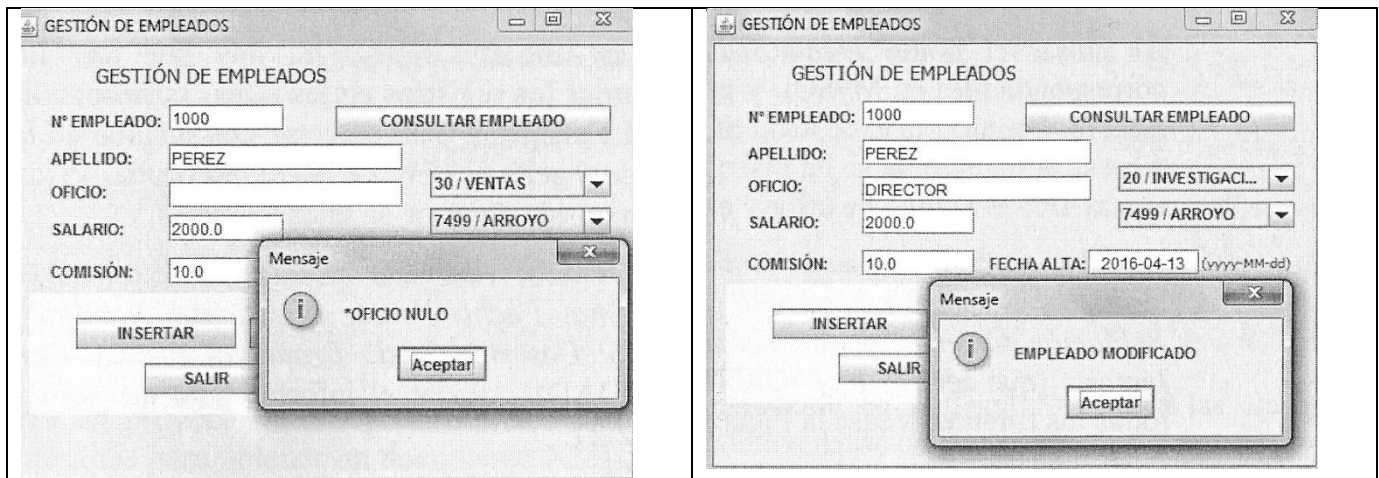 GESTIÓN DE EMPLEADOS
GESTIÓN DE EMPLEADOS
Nº EMPLEADO: 1000 CONSULTAR EMPLEADO
APELLIDO: PEREZ
OFICIO: 30 / VENTAS
SALARIO: 2000.0 7499 / ARROYO
COMISIÓN: 10.0
Mensaje
*OFICIO NULO
INSERTAR
Aceptar
SALIR
GESTIÓN DE EMPLEADOS
GESTIÓN DE EMPLEADOS
Nº EMPLEADO: 1000 CONSULTAR EMPLEADO
APELLIDO: PEREZ
OFICIO: DIRECTOR 20 / INVESTIGACI...
SALARIO: 2000.0 7499 / ARROYO
COMISIÓN: 10.0 FECHA ALTA: 2016-04-13 (yyyy-MM-dd)
Mensaje
INSERTAR
EMPLEADO MODIFICADO
SALIR
Aceptar